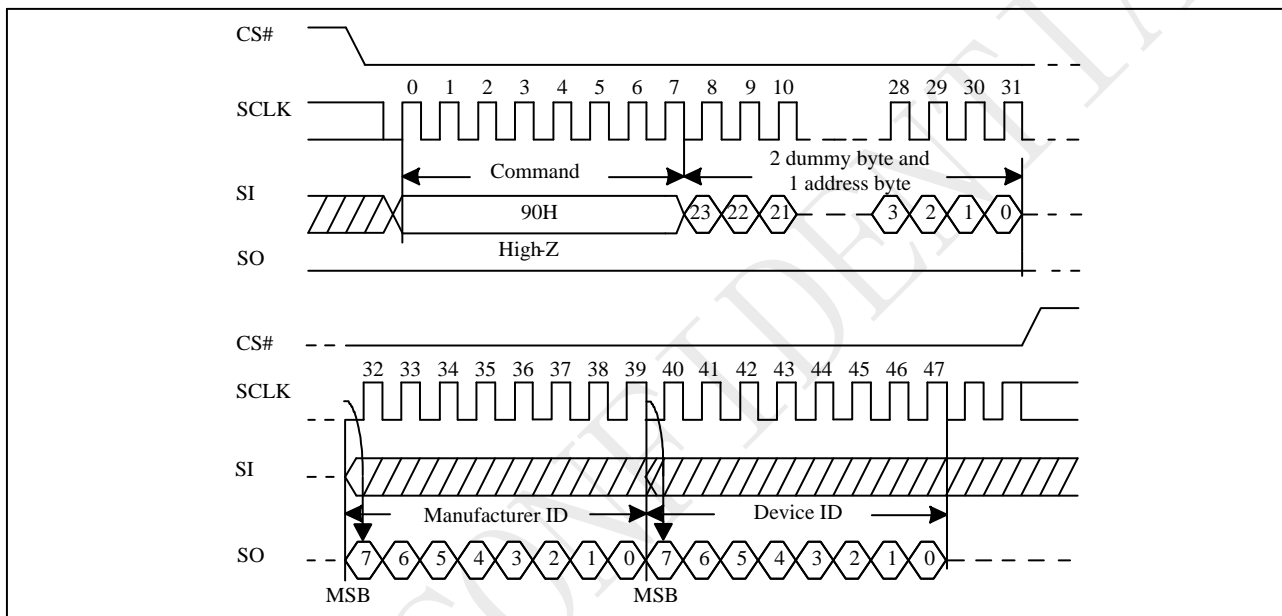 CS#
0 1 2 3 4 5 6 7 8 9 10 28 29 30 31
SCLK
Command
2 dummy byte and
1 address byte
SI
90H 23 22 21 3 2 1 0
High-Z
SO
CS#
32 33 34 35 36 37 38 39 40 41 42 43 44 45 46 47
SCLK
SI
Manufacturer ID Device ID
SO 7 6 5 4 3 2 1 0 7 6 5 4 3 2 1 0
MSB MSB
CONFIDENTIA